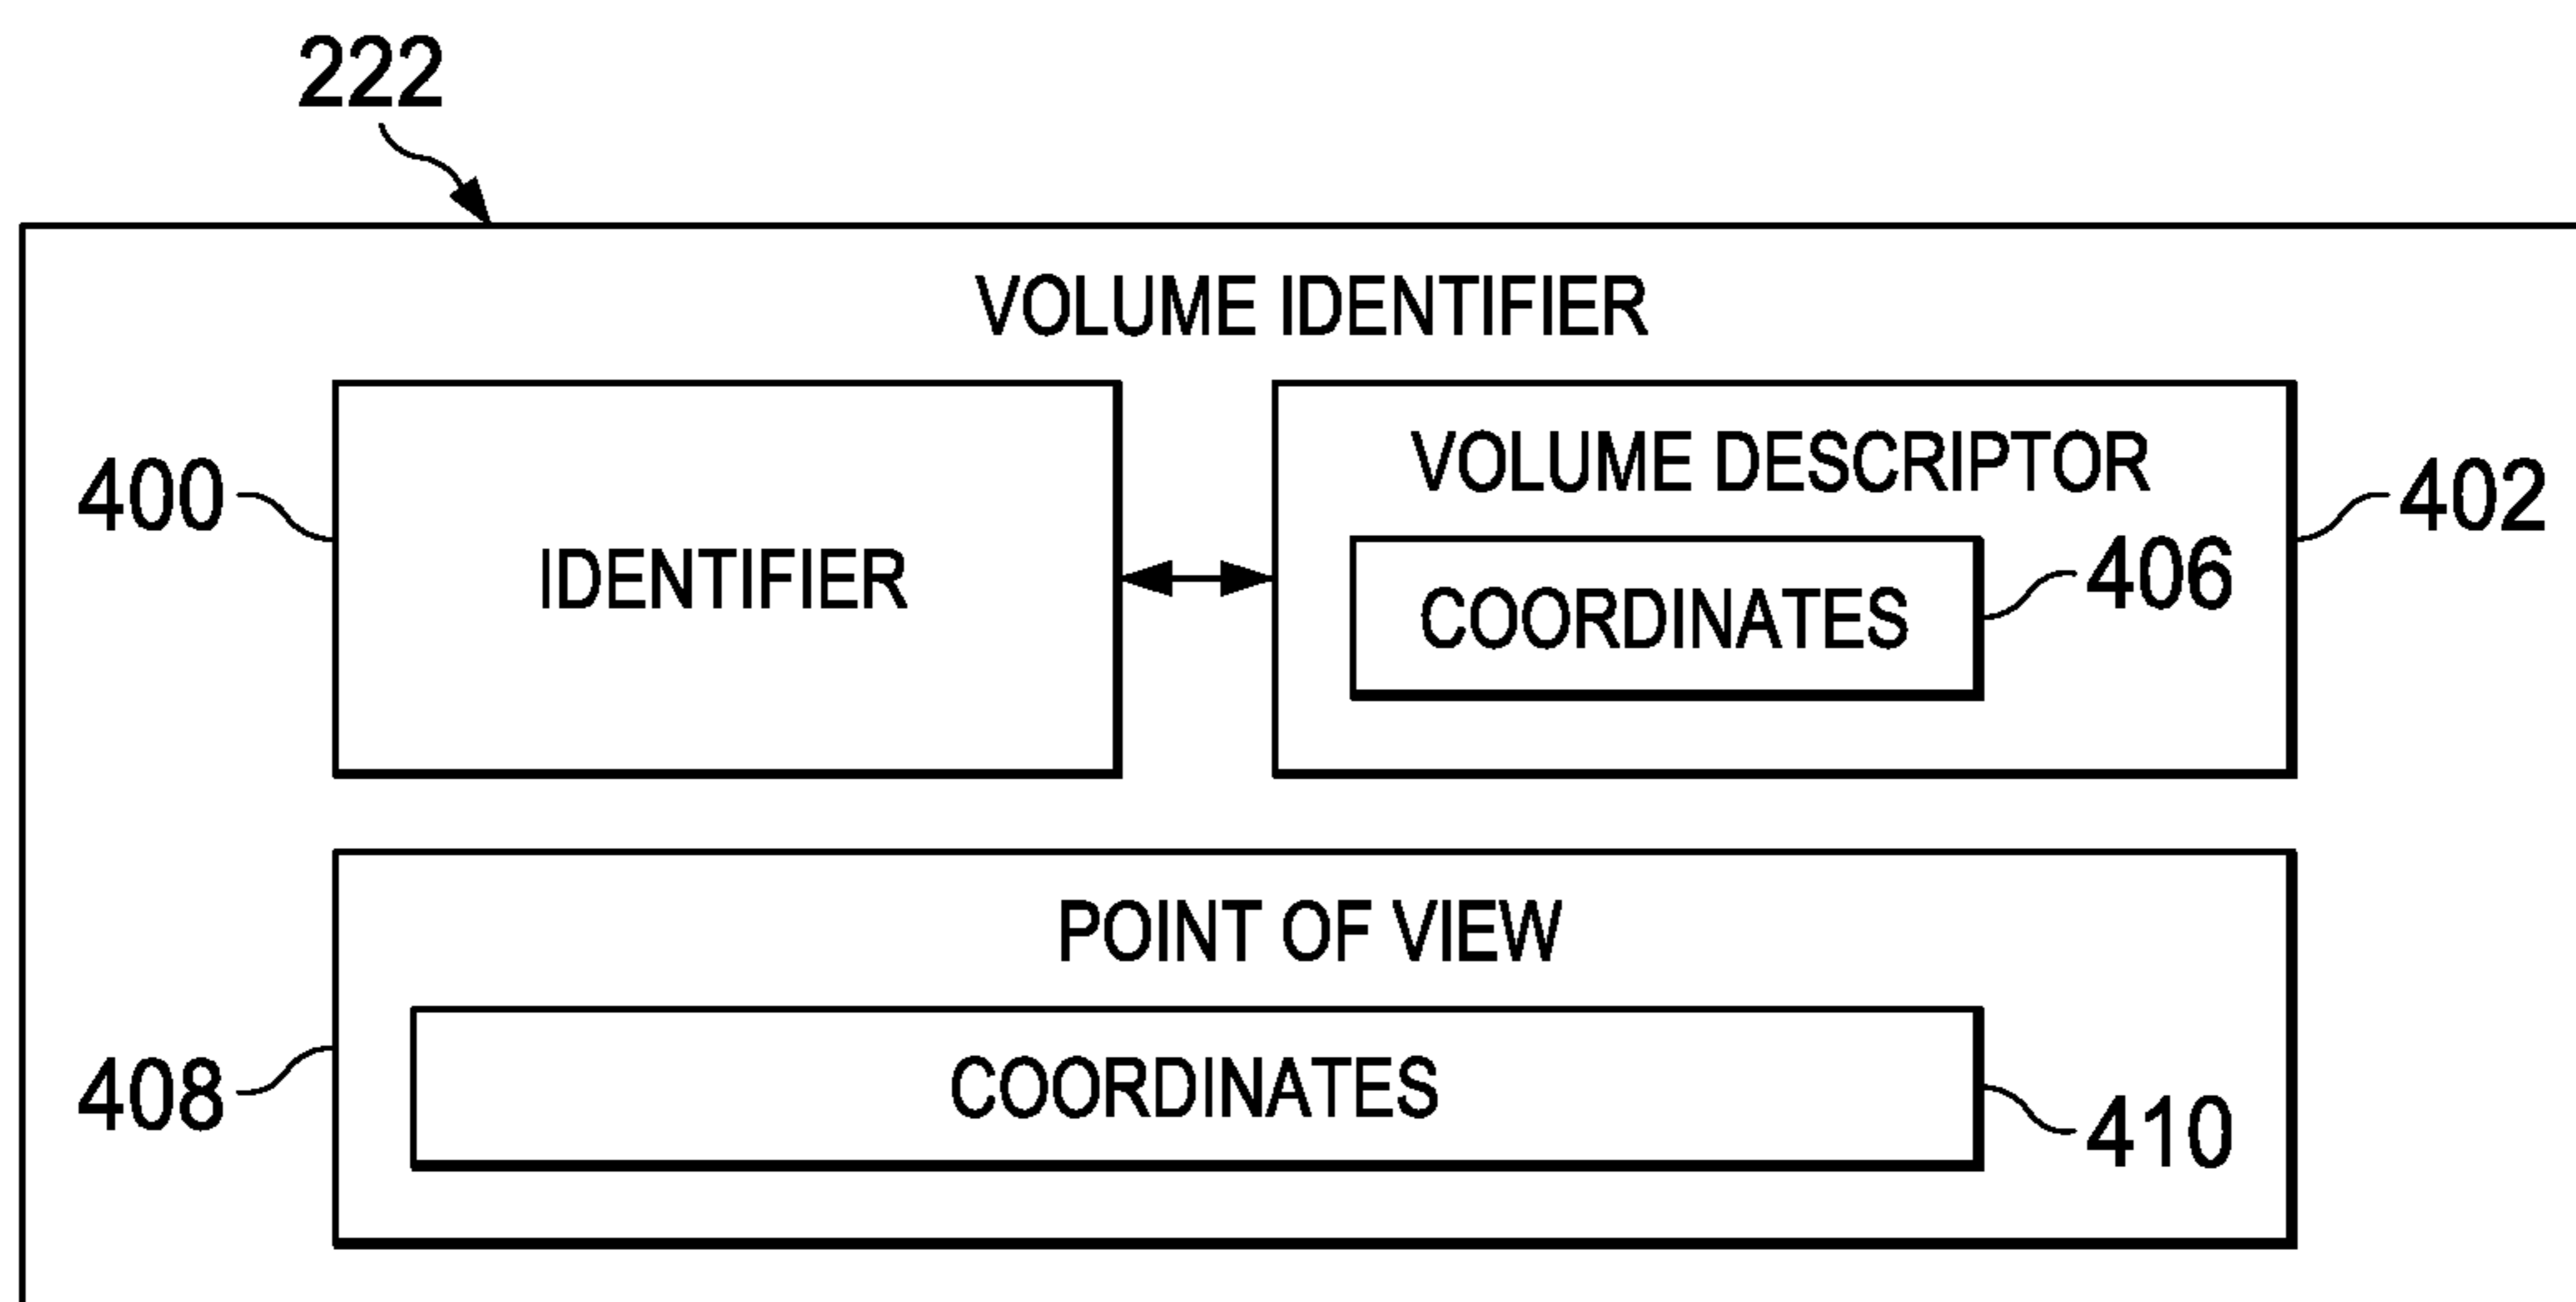 222
VOLUME IDENTIFIER
400
IDENTIFIER
VOLUME DESCRIPTOR
402
COORDINATES
406
POINT OF VIEW
408
COORDINATES
410